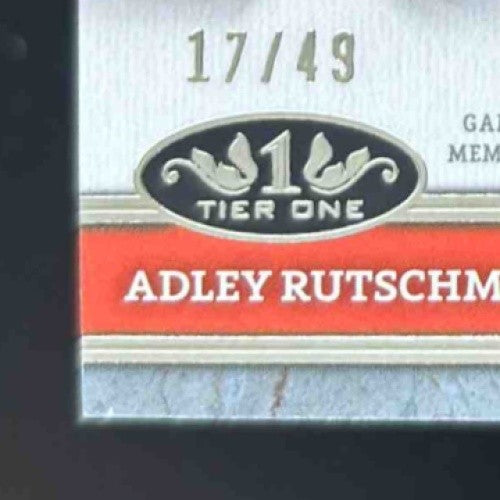 17/49
GA
MEM
1
TIER ONE
ADLEY RUTSCHM